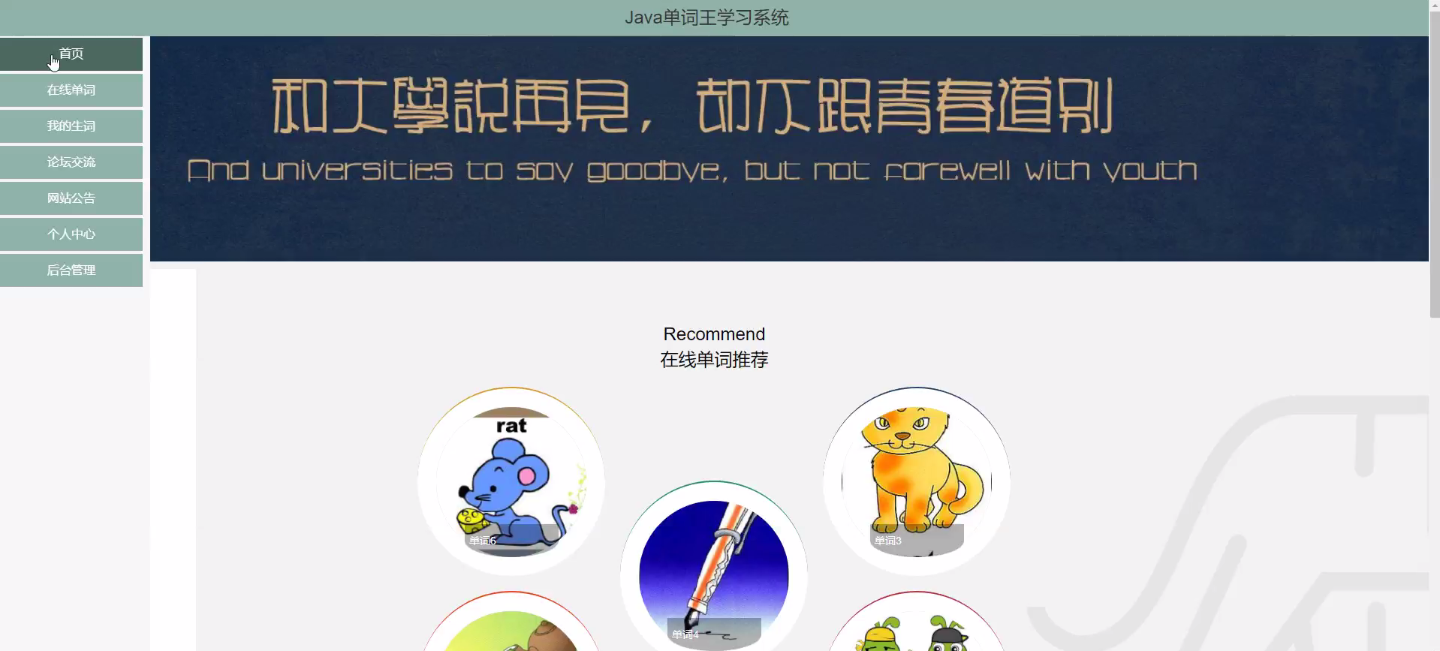 Java单词王学习系统
首页
在线单词
我的生词
论坛交流
网站公告
个人中心
后台管理
和大學説再見，却不跟青春道别
And universities to say goodbye, but not farewell with youth
Recommend
在线单词推荐
rat
单词6
单词3
单词4